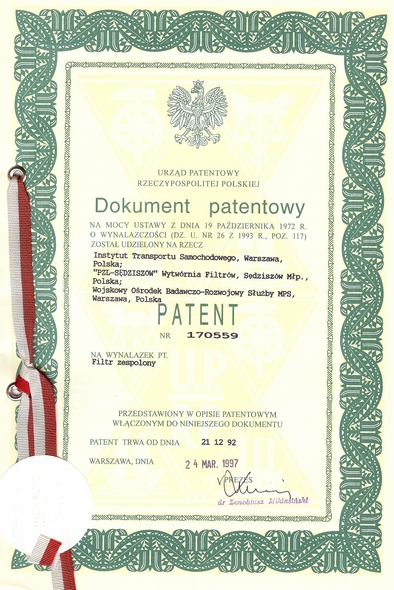 URZĄD PATENTOWY
RZECZYPOSPOLITEJ POLSKIEJ
Dokument patentowy
NA MOCY USTAWY Z DNIA 19 PAŹDZIERNIKA 1972 R.
O WYNALAZCZOŚCI (DZ. U. NR 26 Z 1993 R., POZ. 117)
ZOSTAŁ UDZIELONY NA RZECZ
Instytut Transportu Samochodowego, Warszawa,
Polska;
"PZL-SĘDZISZÓW" Wytwórnia Filtrów, Sędziszów Młp.,
Polska;
Wojskowy Ośrodek Badawczo-Rozwojowy Służby MPS,
Warszawa, Polska
PATENT
NR 170559
NA WYNALAZEK PT.
Filtr zespolony
PRZEDSTAWIONY W OPISIE PATENTOWYM
WŁĄCZONYM DO NINIEJSZEGO DOKUMENTU
PATENT TRWA OD DNIA 21 12 92
WARSZAWA, DNIA 24 MAR. 1997
PREZES
dr